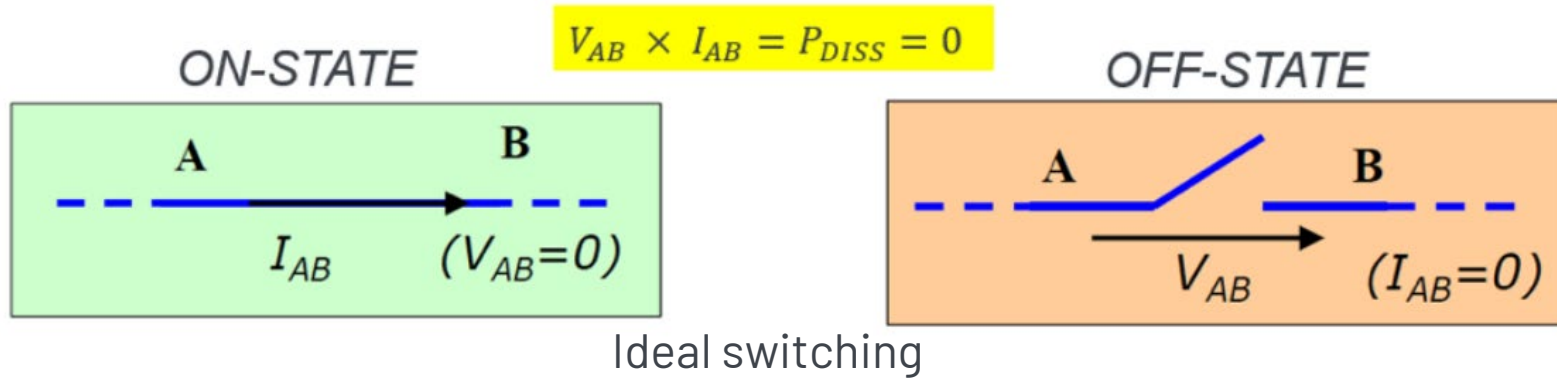 V_AB × I_AB = P_DISS = 0
ON-STATE
OFF-STATE
A B
I_AB (V_AB=0)
A B
V_AB (I_AB=0)
Ideal switching